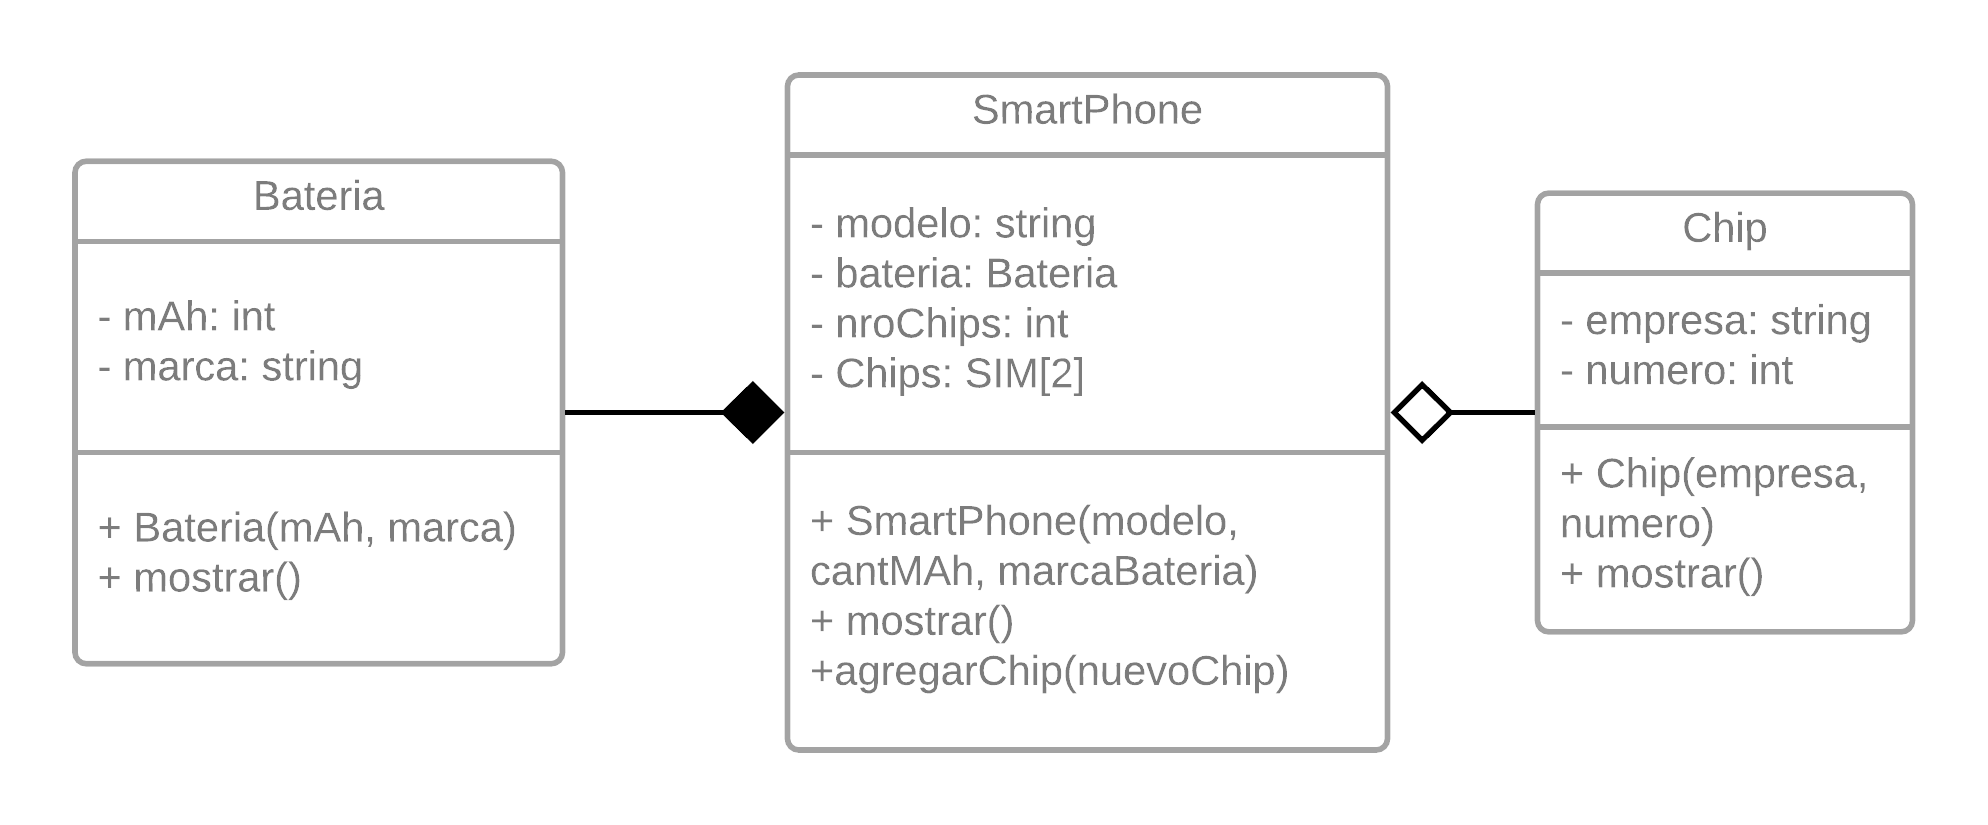 Bateria
- mAh: int
- marca: string
+ Bateria(mAh, marca)
+ mostrar()
SmartPhone
- modelo: string
- bateria: Bateria
- nroChips: int
- Chips: SIM[2]
+ SmartPhone(modelo,
cantMAh, marcaBateria)
+ mostrar()
+agregarChip(nuevoChip)
Chip
- empresa: string
- numero: int
+ Chip(empresa,
numero)
+ mostrar()